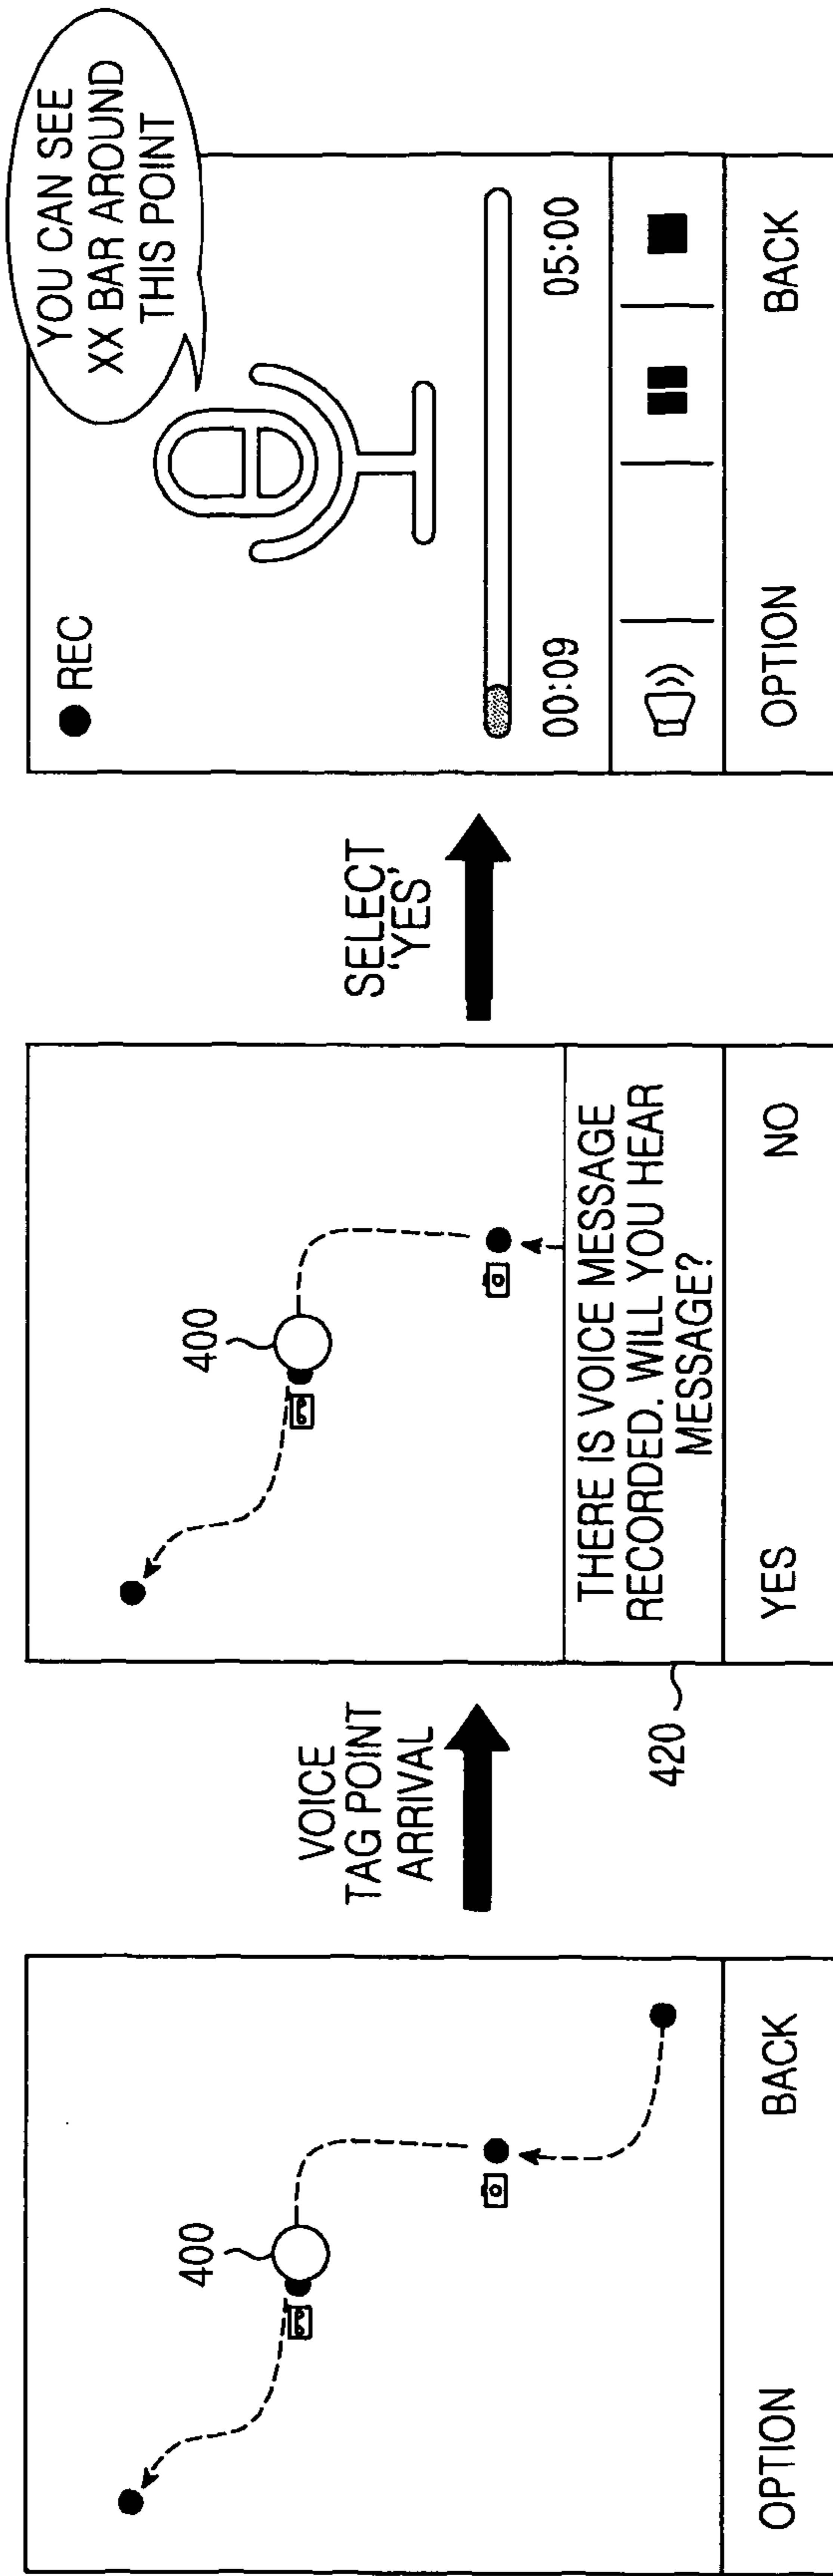 400
OPTION
BACK
VOICE
TAG POINT
ARRIVAL
400
THERE IS VOICE MESSAGE
RECORDED. WILL YOU HEAR
MESSAGE?
420
YES
NO
SELECT
'YES'
YOU CAN SEE
XX BAR AROUND
THIS POINT
REC
00:09
05:00
OPTION
BACK